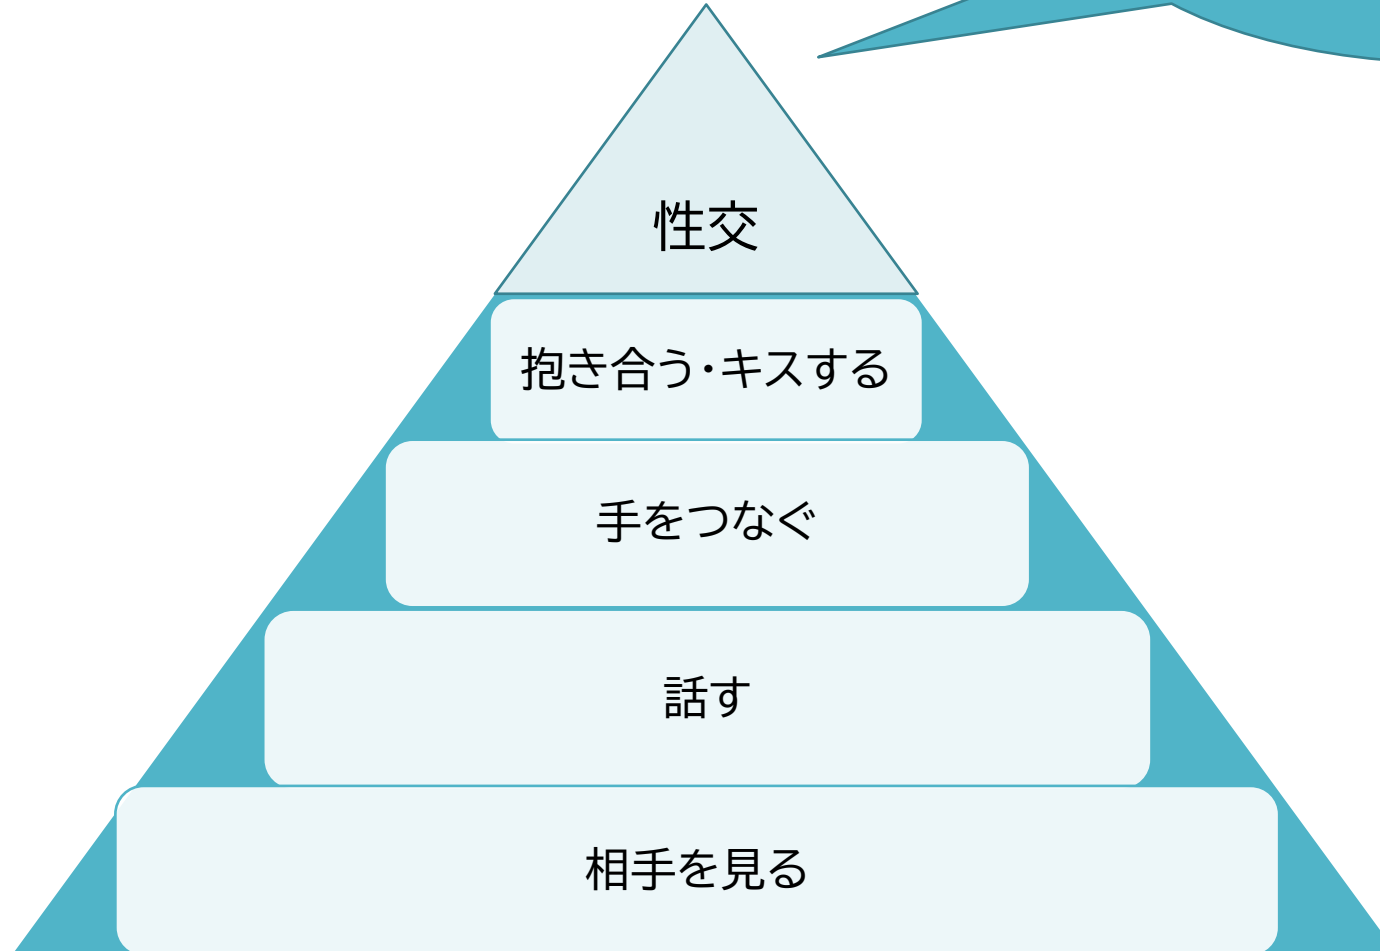 性交
抱き合う・キスする
手をつなぐ
話す
相手を見る